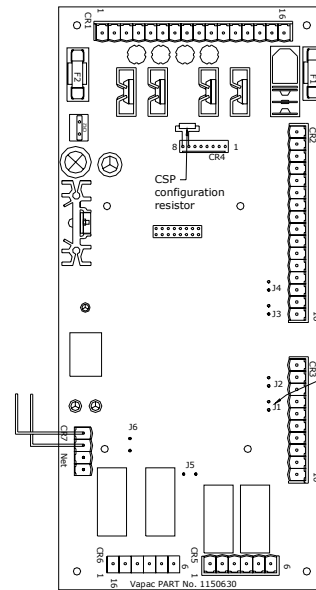 CR1
1
16
F2
F1
CR2
8
1
CR4
CSP
configuration
resistor
J4
J3
CR3
J2
J1
CR7
Net
J6
J5
CR6
CR5
6
6
1
1
16
Vapac PART No. 1150630